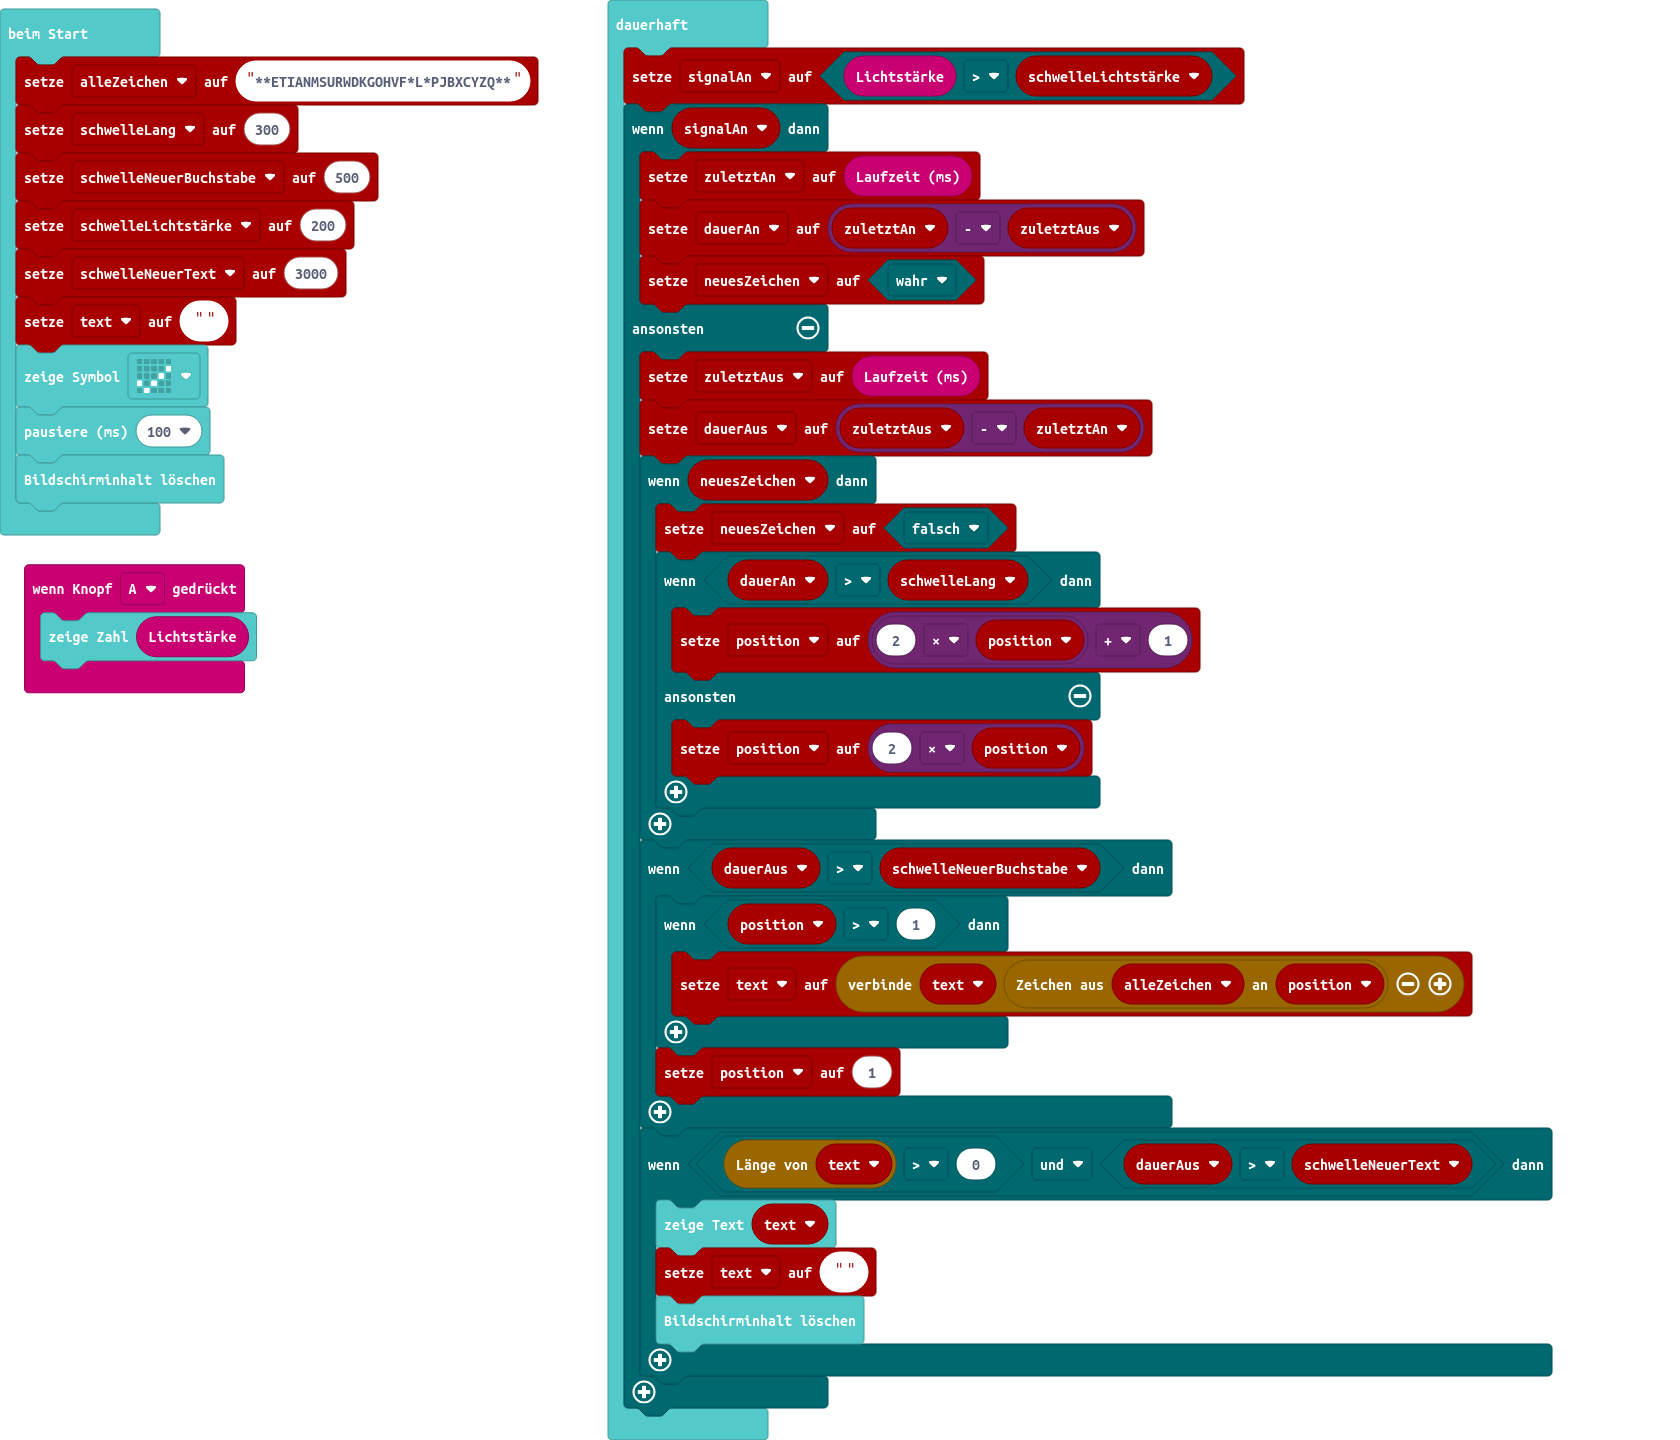 beim Start
setze alleZeichen auf "**ETIANMSURWDKGOHVF*L*PJBXCYZQ**"
setze schwelleLang auf 300
setze schwelleNeuerBuchstabe auf 500
setze schwelleLichtstärke auf 200
setze schwelleNeuerText auf 3000
setze text auf " "
zeige Symbol
pausiere (ms) 100
Bildschirminhalt löschen
wenn Knopf A gedrückt
zeige Zahl Lichtstärke
dauerhaft
setze signalAn auf Lichtstärke > schwelleLichtstärke
wenn signalAn dann
setze zuletztAn auf Laufzeit (ms)
setze dauerAn auf zuletztAn - zuletztAus
setze neuesZeichen auf wahr
ansonsten
setze zuletztAus auf Laufzeit (ms)
setze dauerAus auf zuletztAus - zuletztAn
wenn neuesZeichen dann
setze neuesZeichen auf falsch
wenn dauerAn > schwelleLang dann
setze position auf 2 × position + 1
ansonsten
setze position auf 2 × position
wenn dauerAus > schwelleNeuerBuchstabe dann
wenn position > 1 dann
setze text auf verbinde text Zeichen aus alleZeichen an position
setze position auf 1
wenn Länge von text > 0 und dauerAus > schwelleNeuerText dann
zeige Text text
setze text auf " "
Bildschirminhalt löschen